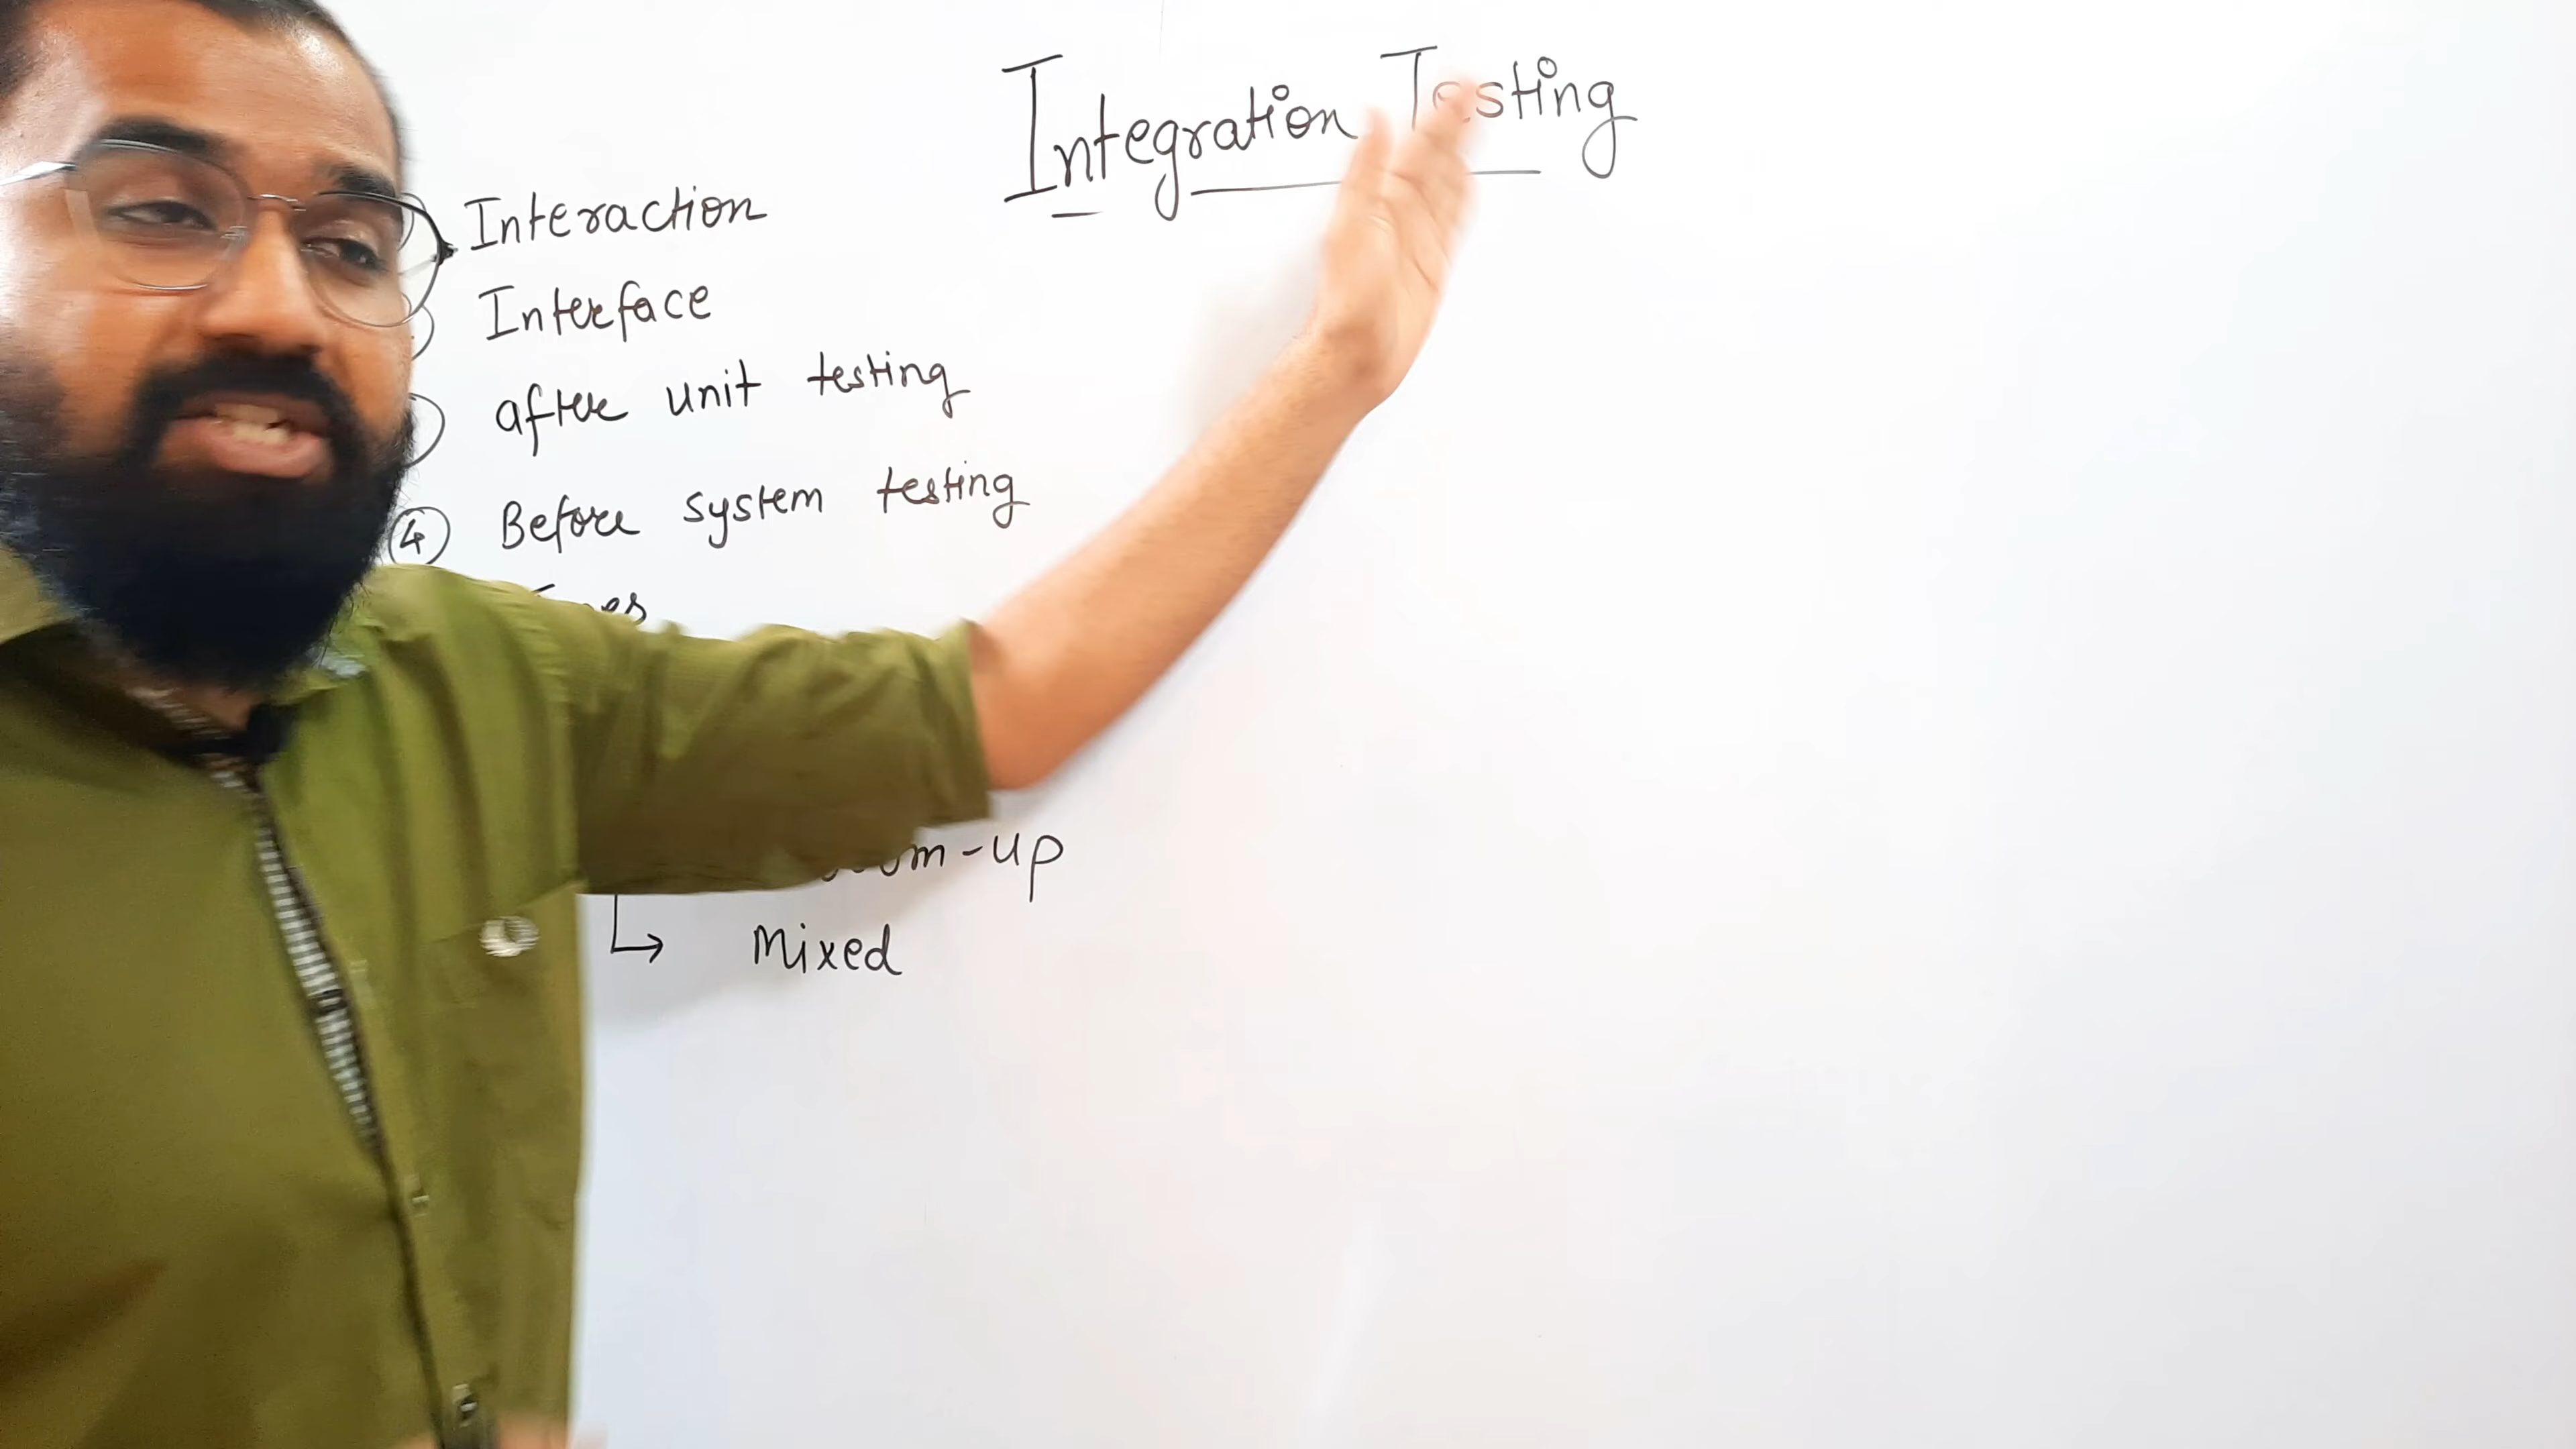 Integration Testing
Interaction
Interface
after unit testing
④ Before system testing
-up
→ Mixed